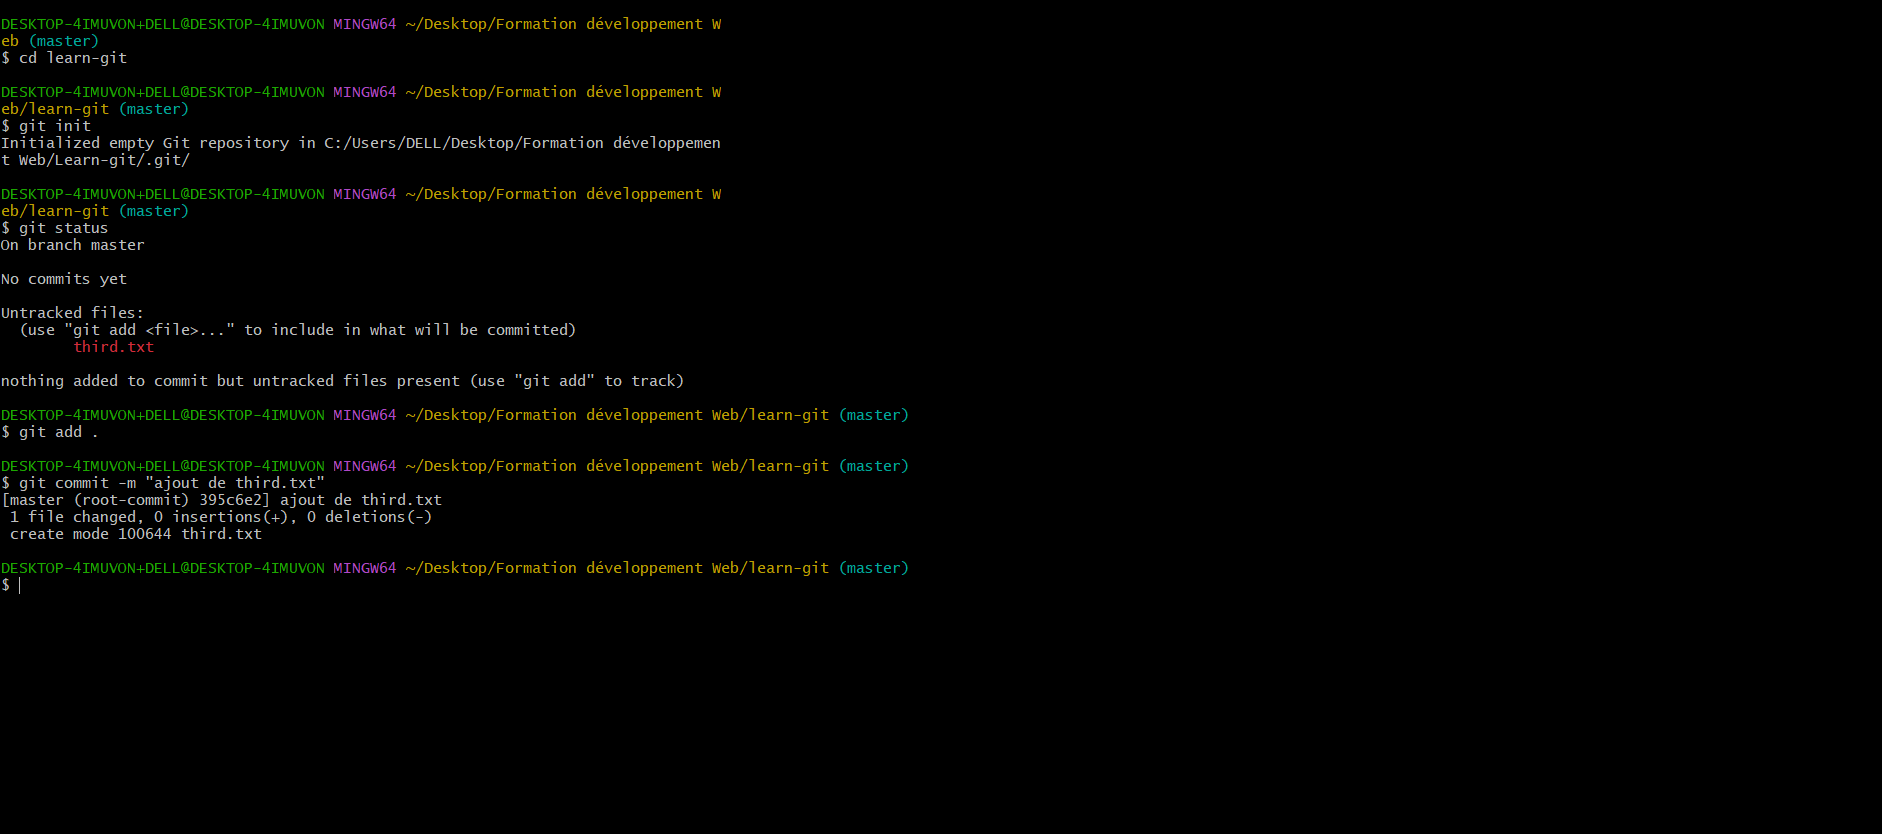 DESKTOP-4IMUVON+DELL@DESKTOP-4IMUVON MINGW64 ~/Desktop/Formation développement W
eb (master)
$ cd learn-git
DESKTOP-4IMUVON+DELL@DESKTOP-4IMUVON MINGW64 ~/Desktop/Formation développement W
eb/learn-git (master)
$ git init
Initialized empty Git repository in C:/Users/DELL/Desktop/Formation développemen
t Web/Learn-git/.git/
DESKTOP-4IMUVON+DELL@DESKTOP-4IMUVON MINGW64 ~/Desktop/Formation développement W
eb/learn-git (master)
$ git status
On branch master
No commits yet
Untracked files:
  (use "git add <file>..." to include in what will be committed)
        third.txt
nothing added to commit but untracked files present (use "git add" to track)
DESKTOP-4IMUVON+DELL@DESKTOP-4IMUVON MINGW64 ~/Desktop/Formation développement Web/learn-git (master)
$ git add .
DESKTOP-4IMUVON+DELL@DESKTOP-4IMUVON MINGW64 ~/Desktop/Formation développement Web/learn-git (master)
$ git commit -m "ajout de third.txt"
[master (root-commit) 395c6e2] ajout de third.txt
 1 file changed, 0 insertions(+), 0 deletions(-)
 create mode 100644 third.txt
DESKTOP-4IMUVON+DELL@DESKTOP-4IMUVON MINGW64 ~/Desktop/Formation développement Web/learn-git (master)
$